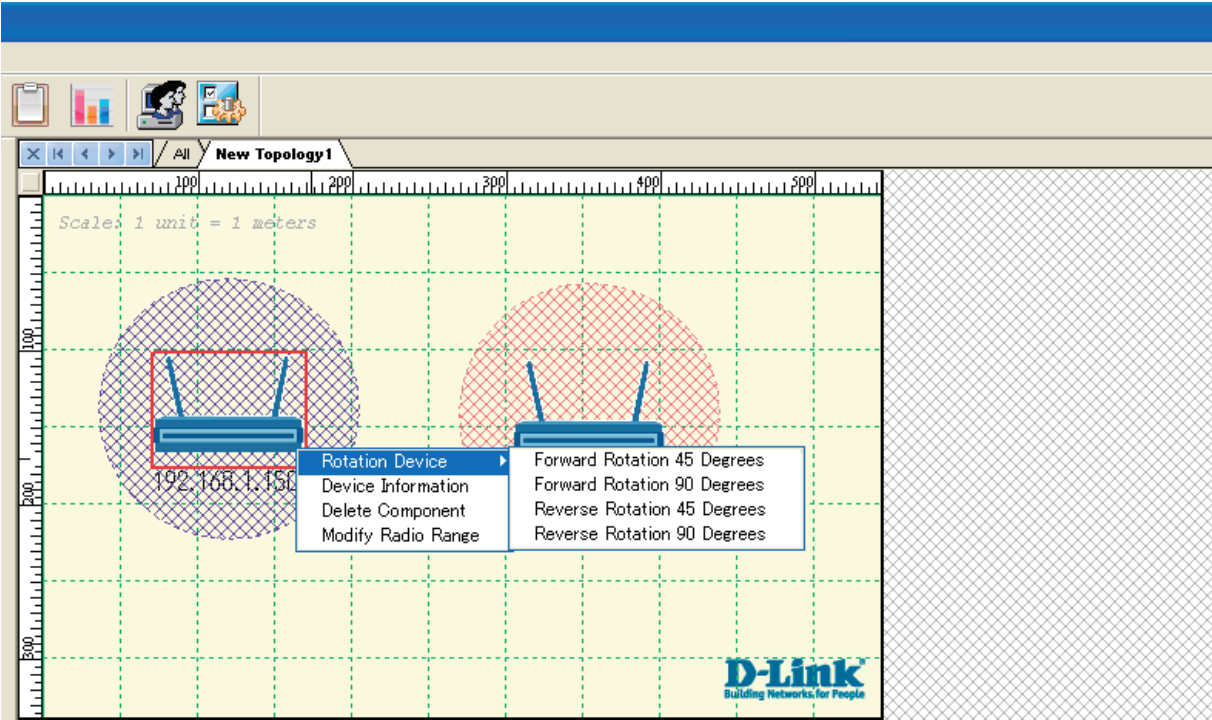 All New Topology1
100 200 300 400 500
Scale: 1 unit = 1 meters
100
192.168.1.150
Rotation Device
Device Information
Delete Component
Modify Radio Range
Forward Rotation 45 Degrees
Forward Rotation 90 Degrees
Reverse Rotation 45 Degrees
Reverse Rotation 90 Degrees
200
300
D-Link
Building Networks for People